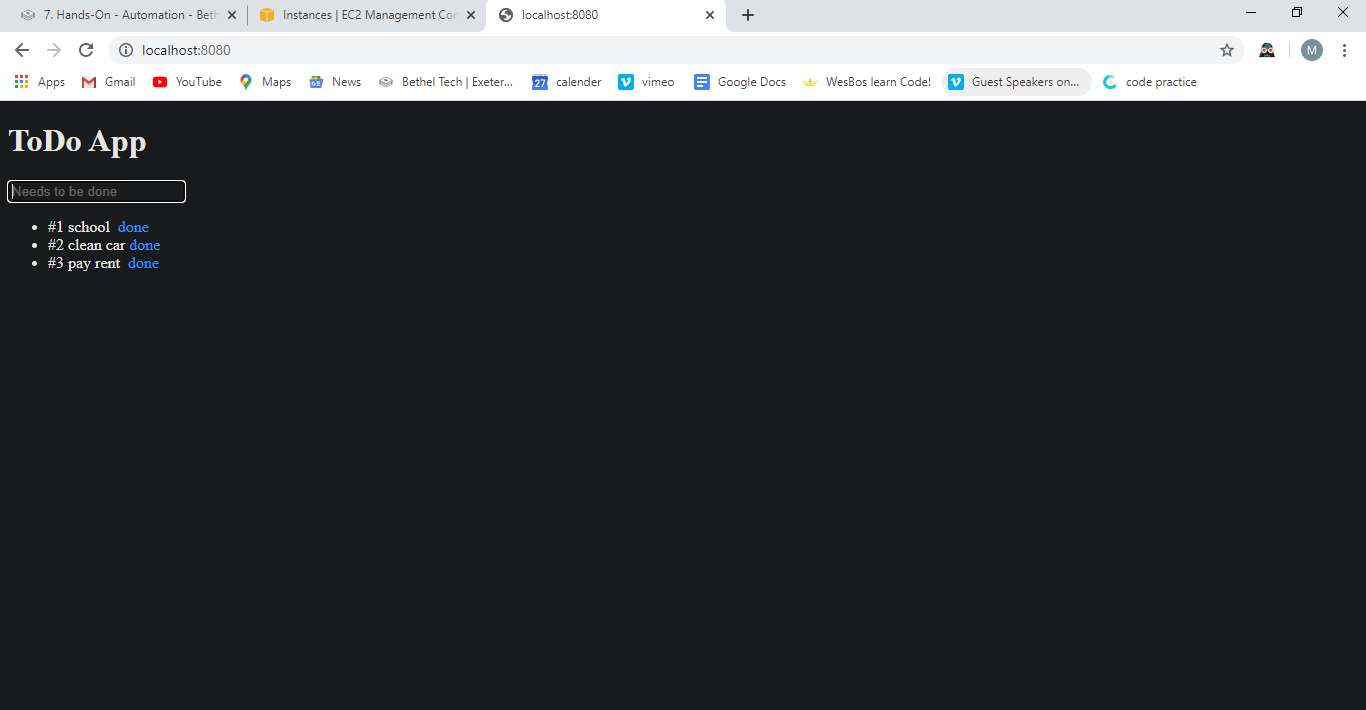 7. Hands-On - Automation - Beth
Instances | EC2 Management Con
localhost:8080
localhost:8080
M
Apps
Gmail
YouTube
Maps
News
Bethel Tech | Exeter...
27
calender
vimeo
Google Docs
WesBos learn Code!
Guest Speakers on...
code practice
ToDo App
Needs to be done
#1 school done
#2 clean car done
#3 pay rent done